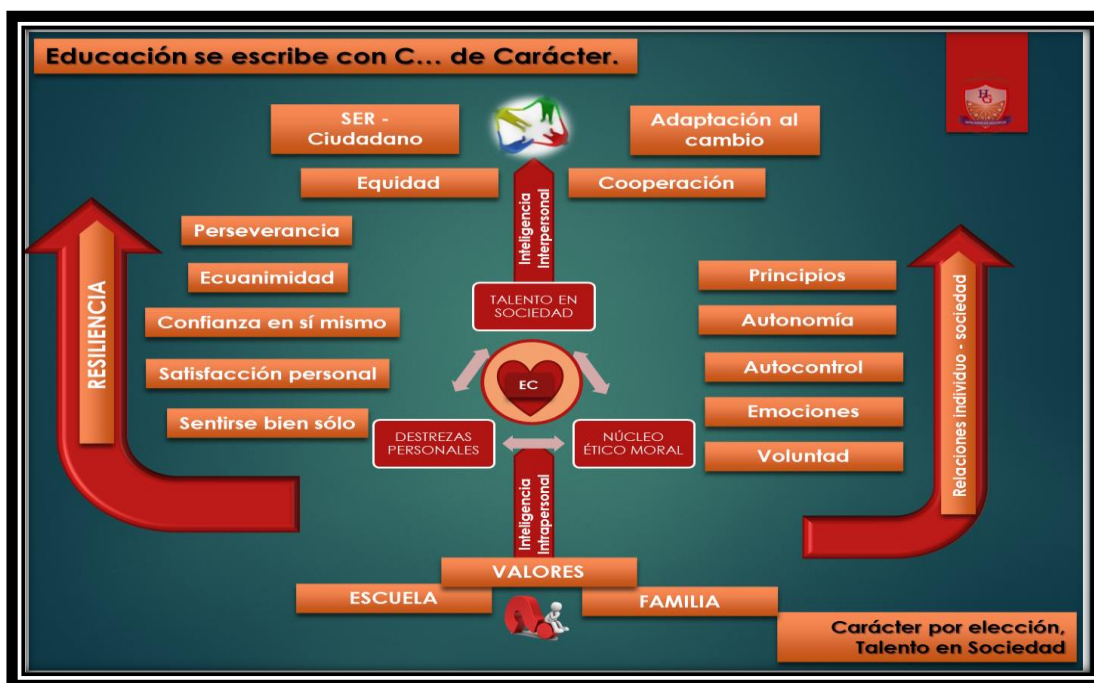 Educación se escribe con C... de Carácter.
HG
SER -
Ciudadano
Adaptación al
cambio
Equidad
Cooperación
Inteligencia
Interpersonal
Perseverancia
Ecuanimidad
Confianza en sí mismo
Satisfacción personal
Sentirse bien sólo
RESILIENCIA
TALENTO EN
SOCIEDAD
EC
DESTREZAS
PERSONALES
NÚCLEO
ÉTICO MORAL
Principios
Autonomía
Autocontrol
Emociones
Voluntad
Relaciones individuo - sociedad
Inteligencia
Intrapersonal
VALORES
ESCUELA
FAMILIA
Carácter por elección,
Talento en Sociedad